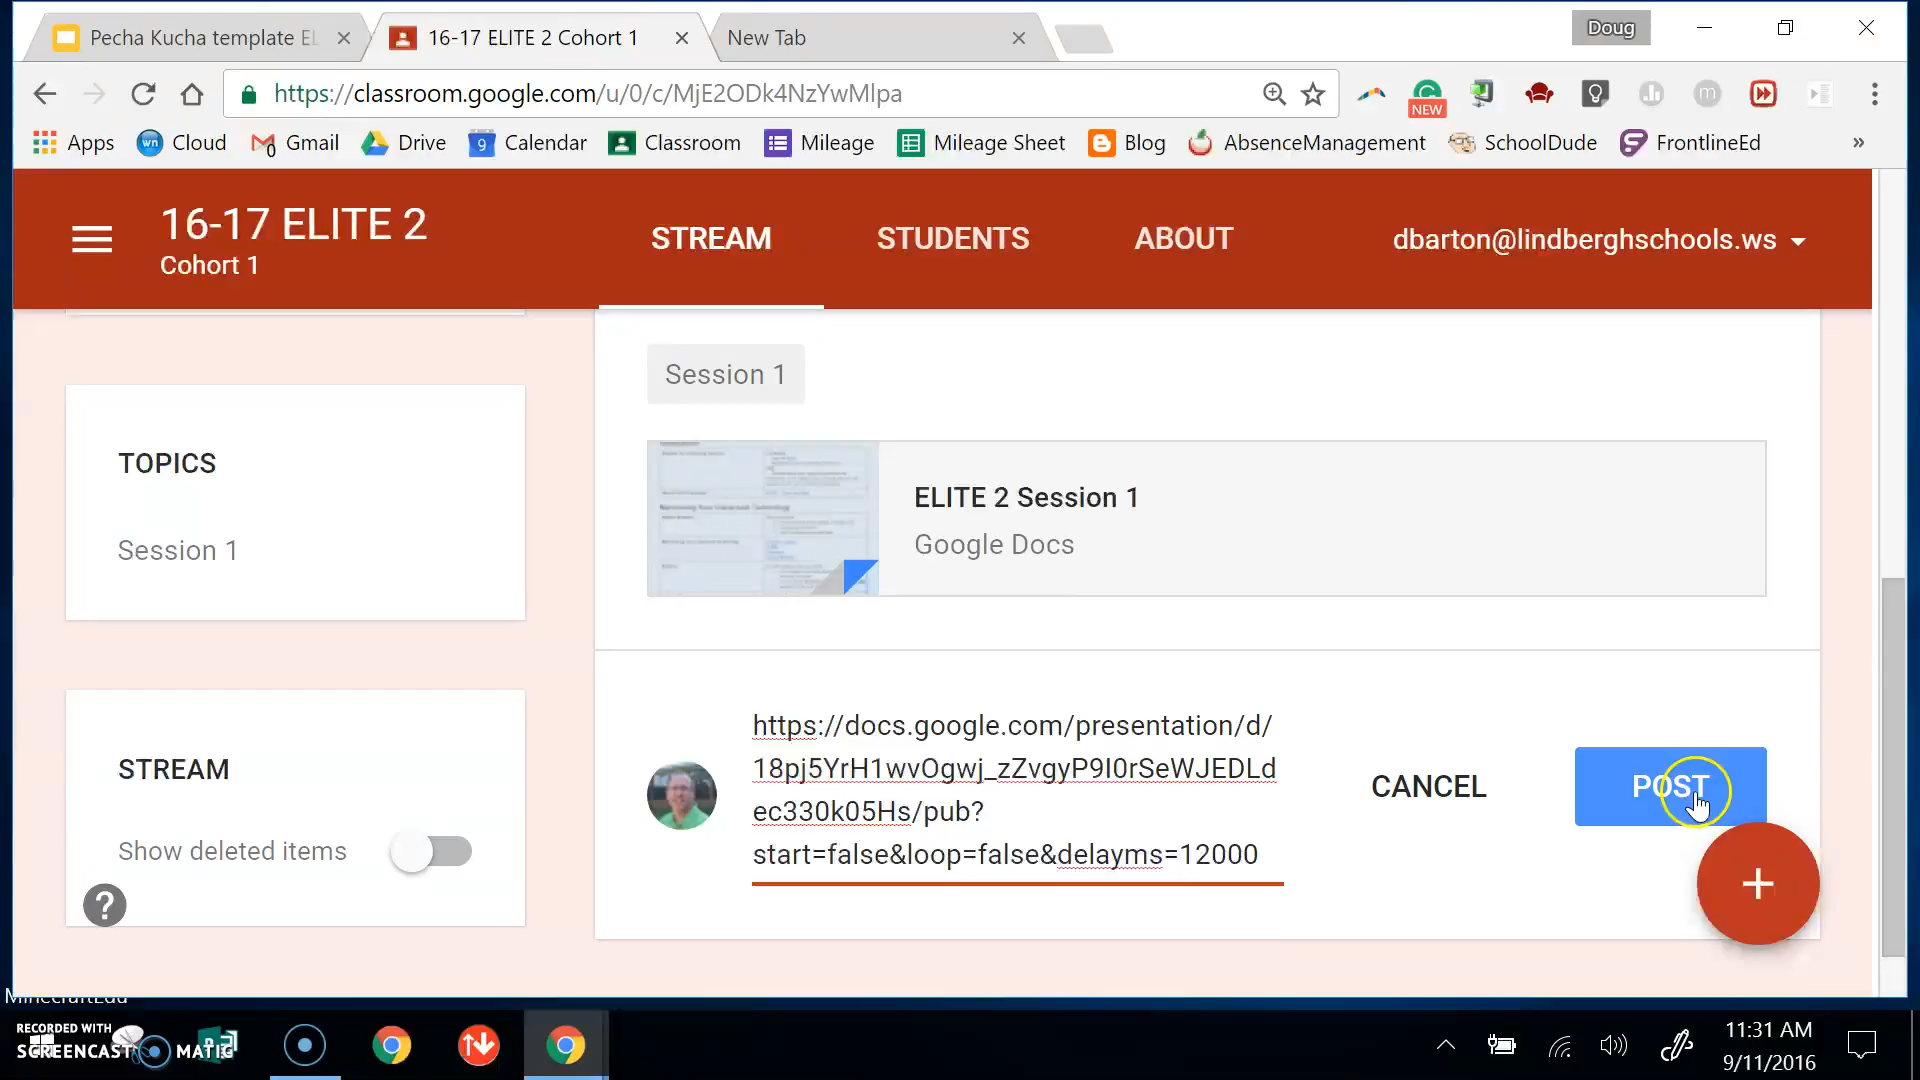 Pecha Kucha template EL
16-17 ELITE 2 Cohort 1
New Tab
Doug
https://classroom.google.com/u/0/c/MjE2ODk4NzYwMlpa
NEW
Apps
wn
Cloud
0
Gmail
Drive
9
Calendar
Classroom
Mileage
Mileage Sheet
Blog
AbsenceManagement
SchoolDude
FrontlineEd
»
16-17 ELITE 2
Cohort 1
STREAM
STUDENTS
ABOUT
dbarton@lindberghschools.ws
Session 1
TOPICS
Session 1
ELITE 2 Session 1
Google Docs
https://docs.google.com/presentation/d/
18pj5YrH1wvOgwj_zZvgyP9I0rSeWJEDLd
ec330k05Hs/pub?
start=false&loop=false&delayms=12000
CANCEL
POST
STREAM
Show deleted items
?
+
MinecraftEdu
RECORDED WITH
SCREENCAST MATIC
11:31 AM
9/11/2016